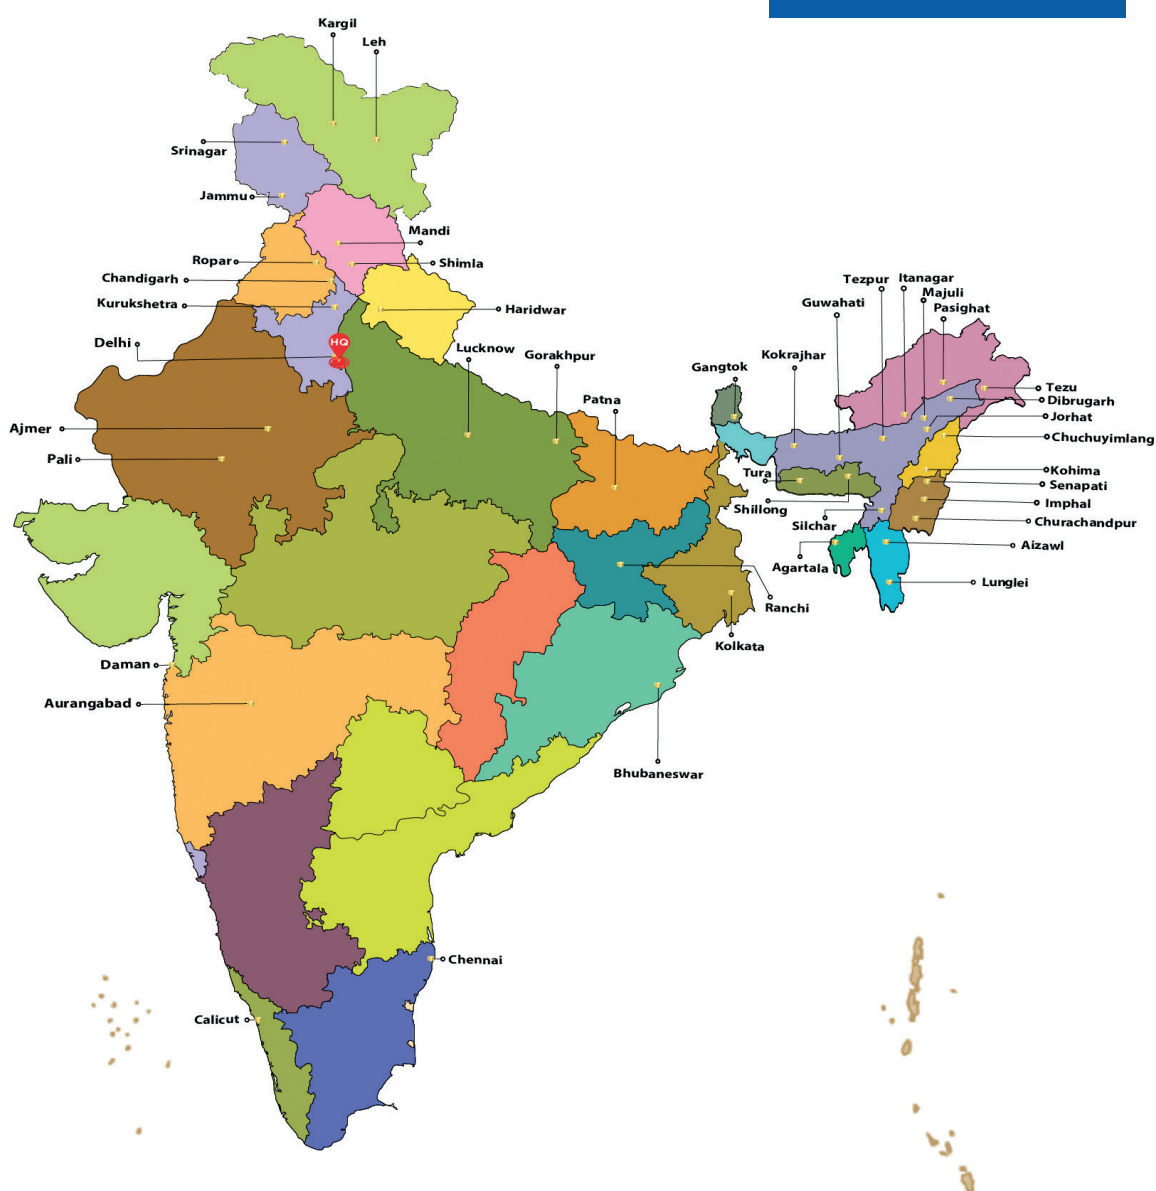 Kargil
Leh
Srinagar
Jammu
Mandi
Ropar
Shimla
Chandigarh
Kurukshetra
Haridwar
Delhi
HQ
Lucknow
Gorakhpur
Patna
Ajmer
Pali
Gangtok
Kokrajhar
Guwahati
Tezpur
Itanagar
Majuli
Pasighat
Tezu
Dibrugarh
Jorhat
Chuchuyimlang
Kohima
Senapati
Imphal
Churachandpur
Aizawl
Lunglei
Tura
Shillong
Silchar
Agartala
Ranchi
Kolkata
Daman
Aurangabad
Bhubaneswar
Chennai
Calicut